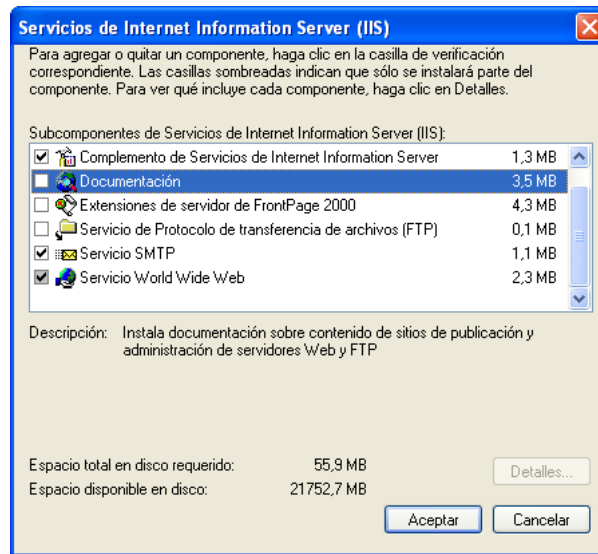 Servicios de Internet Information Server (IIS)
Para agregar o quitar un componente, haga clic en la casilla de verificación
correspondiente. Las casillas sombreadas indican que sólo se instalará parte del
componente. Para ver qué incluye cada componente, haga clic en Detalles.
Subcomponentes de Servicios de Internet Information Server (IIS):
Complemento de Servicios de Internet Information Server 1,3 MB
Documentación 3,5 MB
Extensiones de servidor de FrontPage 2000 4,3 MB
Servicio de Protocolo de transferencia de archivos (FTP) 0,1 MB
Servicio SMTP 1,1 MB
Servicio World Wide Web 2,3 MB
Descripción: Instala documentación sobre contenido de sitios de publicación y
administración de servidores Web y FTP
Espacio total en disco requerido: 55,9 MB
Detalles...
Espacio disponible en disco: 21752,7 MB
Aceptar Cancelar